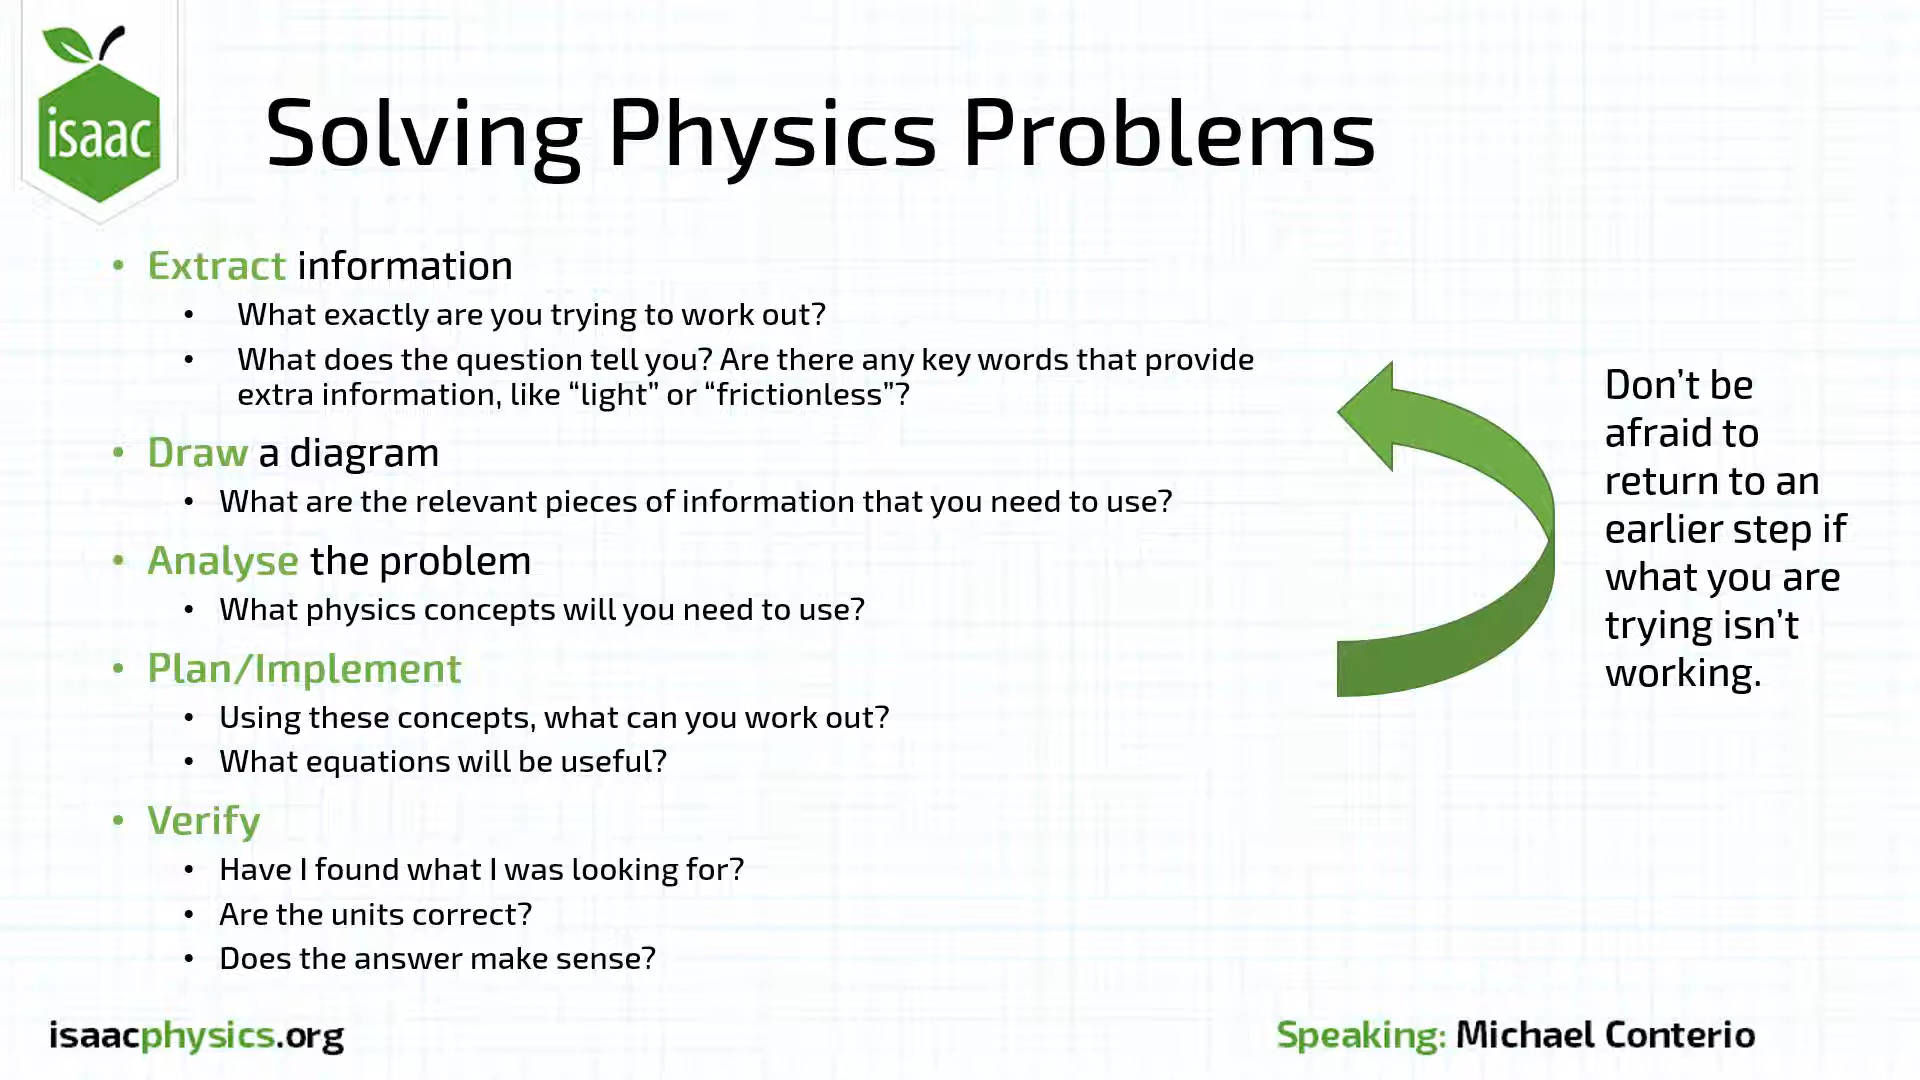 isaac
Solving Physics Problems
• Extract information
• What exactly are you trying to work out?
• What does the question tell you? Are there any key words that provide
extra information, like “light” or “frictionless”?
• Draw a diagram
• What are the relevant pieces of information that you need to use?
• Analyse the problem
• What physics concepts will you need to use?
• Plan/Implement
• Using these concepts, what can you work out?
• What equations will be useful?
• Verify
• Have I found what I was looking for?
• Are the units correct?
• Does the answer make sense?
Don’t be
afraid to
return to an
earlier step if
what you are
trying isn’t
working.
isaacphysics.org
Speaking: Michael Conterio